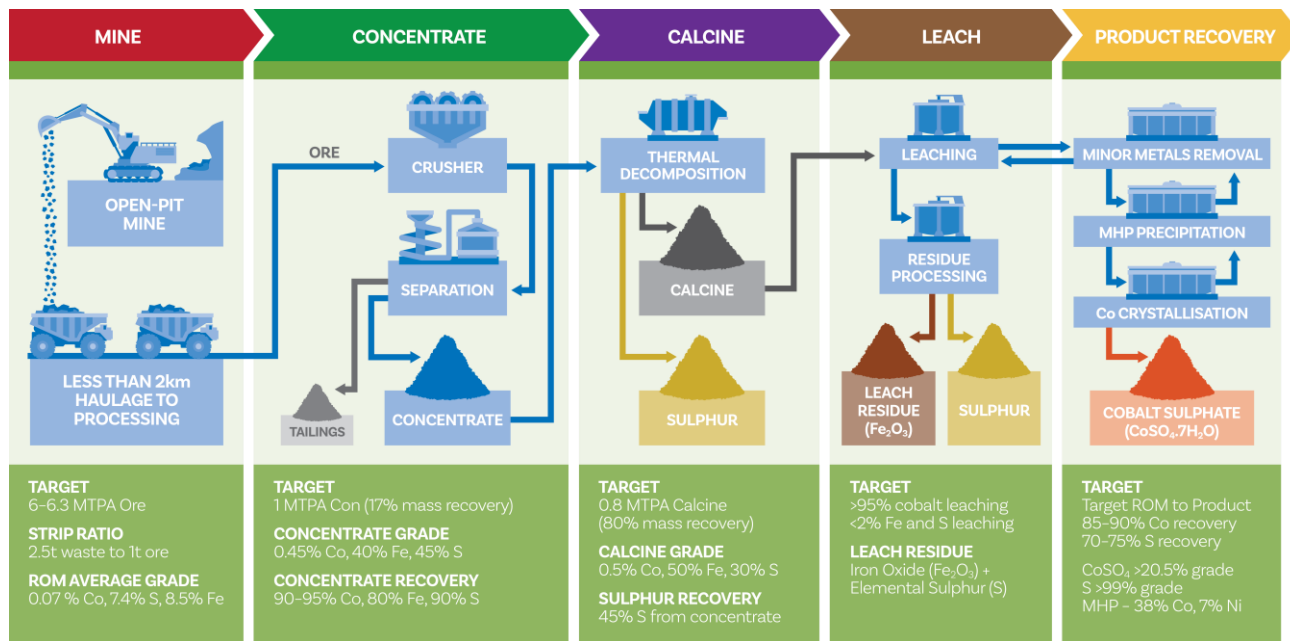 MINE
CONCENTRATE
CALCINE
LEACH
PRODUCT RECOVERY
OPEN-PIT
MINE
LESS THAN 2km
HAULAGE TO
PROCESSING
ORE
CRUSHER
SEPARATION
TAILINGS
CONCENTRATE
THERMAL
DECOMPOSITION
CALCINE
SULPHUR
LEACHING
RESIDUE
PROCESSING
LEACH
RESIDUE
(Fe₂O₃)
SULPHUR
MINOR METALS REMOVAL
MHP PRECIPITATION
Co CRYSTALLISATION
COBALT SULPHATE
(CoSO₄.7H₂O)
TARGET
6–6.3 MTPA Ore
STRIP RATIO
2.5t waste to 1t ore
ROM AVERAGE GRADE
0.07 % Co, 7.4% S, 8.5% Fe
TARGET
1 MTPA Con (17% mass recovery)
CONCENTRATE GRADE
0.45% Co, 40% Fe, 45% S
CONCENTRATE RECOVERY
90–95% Co, 80% Fe, 90% S
TARGET
0.8 MTPA Calcine
(80% mass recovery)
CALCINE GRADE
0.5% Co, 50% Fe, 30% S
SULPHUR RECOVERY
45% S from concentrate
TARGET
>95% cobalt leaching
<2% Fe and S leaching
LEACH RESIDUE
Iron Oxide (Fe₂O₃) +
Elemental Sulphur (S)
TARGET
Target ROM to Product
85–90% Co recovery
70–75% S recovery
CoSO₄ >20.5% grade
S >99% grade
MHP – 38% Co, 7% Ni